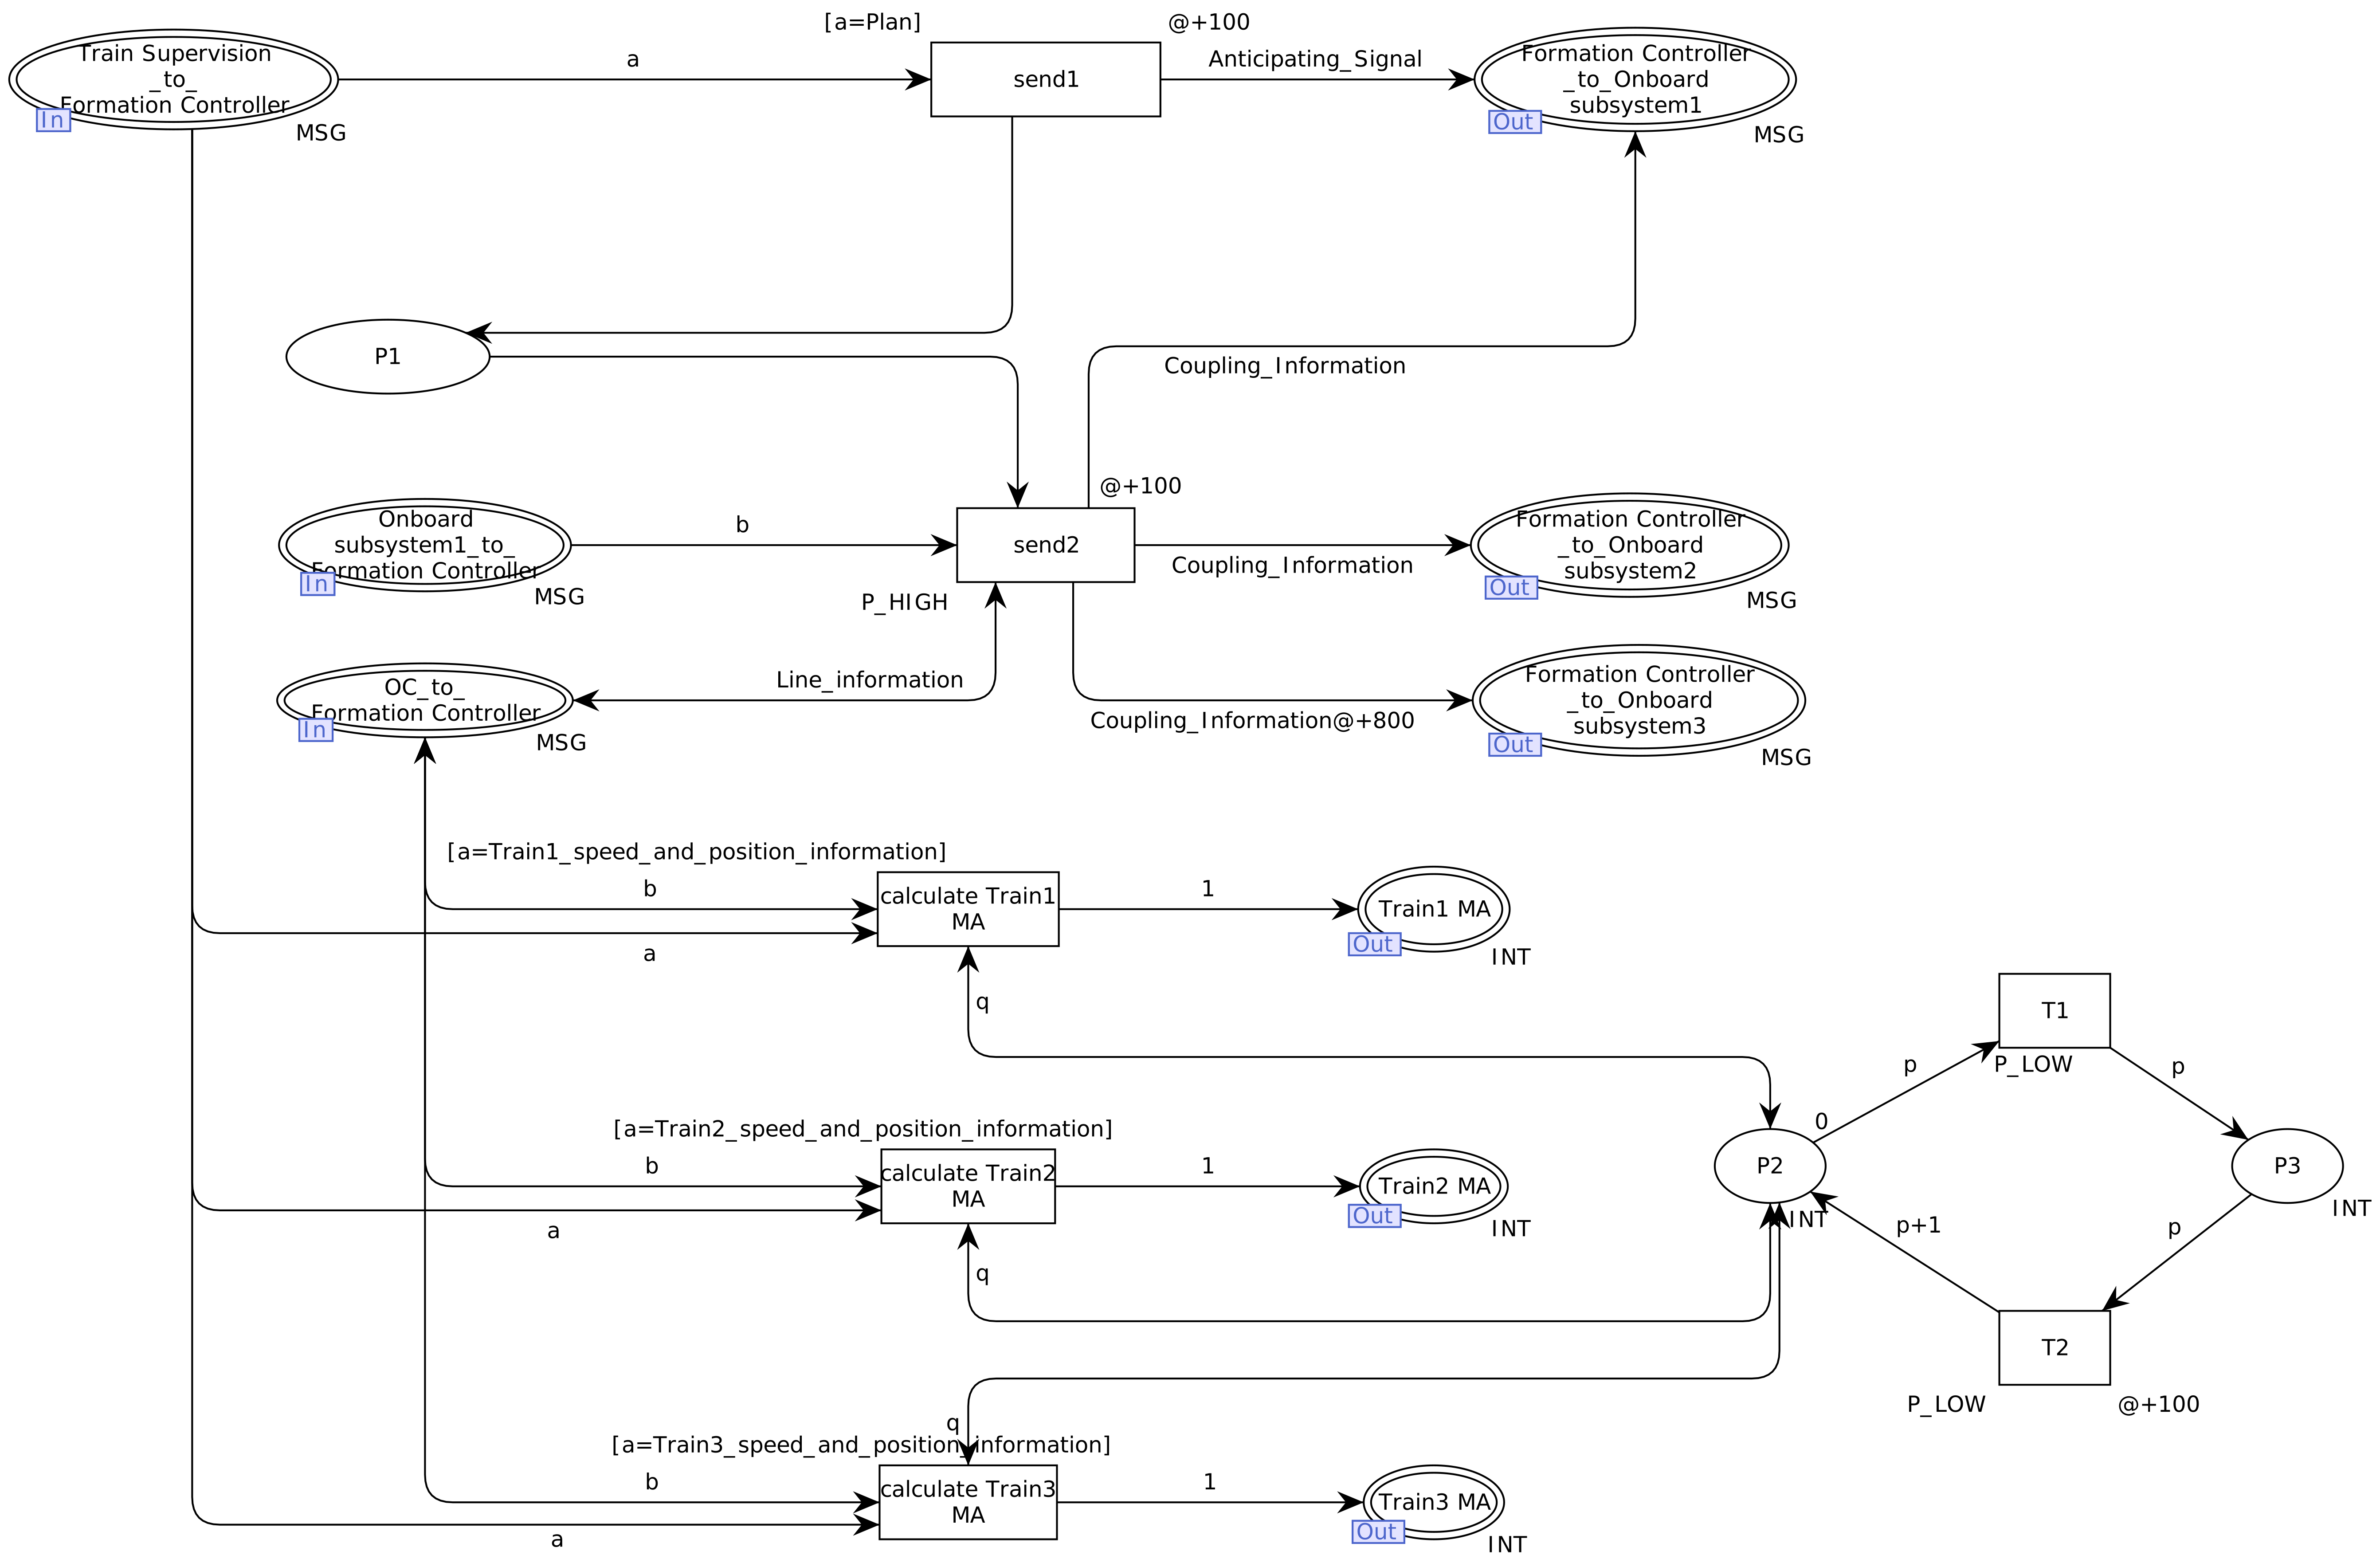 [a=Plan]
@+100
Train Supervision
_to_
Formation Controller
In
MSG
a
send1
Anticipating_Signal
Formation Controller
_to_Onboard
subsystem1
Out
MSG
P1
Coupling_Information
@+100
Onboard
subsystem1_to_
Formation Controller
In
MSG
b
send2
P_HIGH
Coupling_Information
Formation Controller
_to_Onboard
subsystem2
Out
MSG
OC_to_
Formation Controller
In
MSG
Line_information
Coupling_Information@+800
Formation Controller
_to_Onboard
subsystem3
Out
MSG
[a=Train1_speed_and_position_information]
b
a
calculate Train1
MA
1
Train1 MA
Out
INT
q
[a=Train2_speed_and_position_information]
b
a
calculate Train2
MA
1
Train2 MA
Out
INT
q
T1
P_LOW
p
p
0
P2
INT
P3
INT
p+1
p
T2
P_LOW
@+100
q
[a=Train3_speed_and_position_information]
b
a
calculate Train3
MA
1
Train3 MA
Out
INT